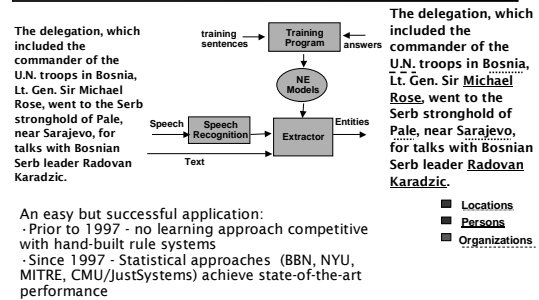 The delegation, which
included the
commander of the
U.N. troops in Bosnia,
Lt. Gen. Sir Michael
Rose, went to the Serb
stronghold of Pale,
near Sarajevo, for
talks with Bosnian
Serb leader Radovan
Karadzic.
training
sentences
Training
Program
answers
NE
Models
Speech
Speech
Recognition
Extractor
Entities
Text
The delegation, which
included the
commander of the
U.N. troops in Bosnia,
Lt. Gen. Sir Michael
Rose, went to the
Serb stronghold of
Pale, near Sarajevo,
for talks with Bosnian
Serb leader Radovan
Karadzic.
Locations
Persons
Organizations
An easy but successful application:
·Prior to 1997 - no learning approach competitive
with hand-built rule systems
·Since 1997 - Statistical approaches (BBN, NYU,
MITRE, CMU/JustSystems) achieve state-of-the-art
performance